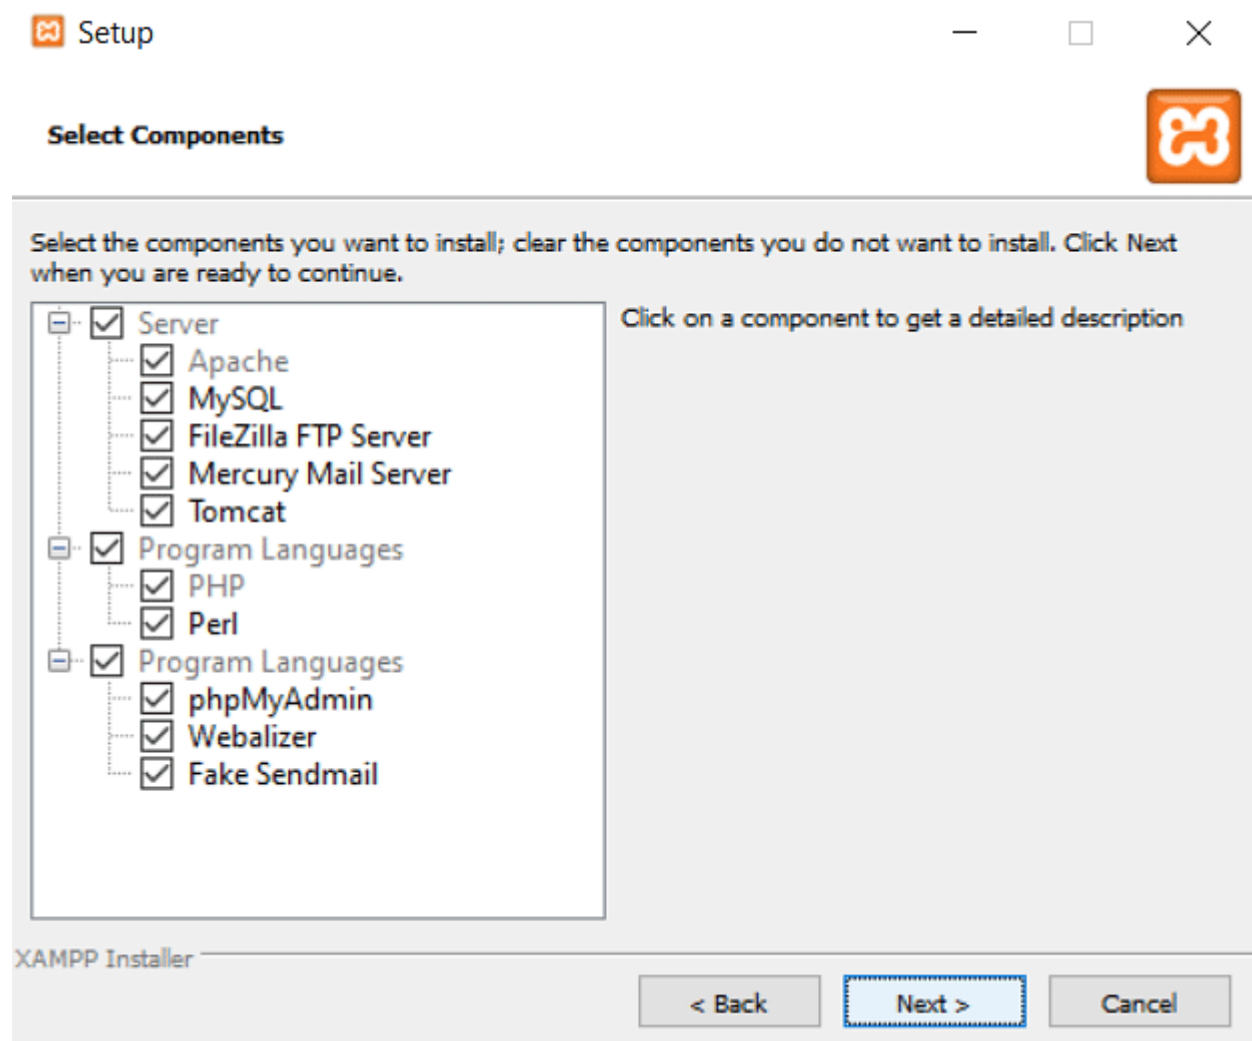 Setup
Select Components
Select the components you want to install; clear the components you do not want to install. Click Next
when you are ready to continue.
Server
Apache
MySQL
FileZilla FTP Server
Mercury Mail Server
Tomcat
Program Languages
PHP
Perl
Program Languages
phpMyAdmin
Webalizer
Fake Sendmail
Click on a component to get a detailed description
XAMPP Installer
< Back
Next >
Cancel